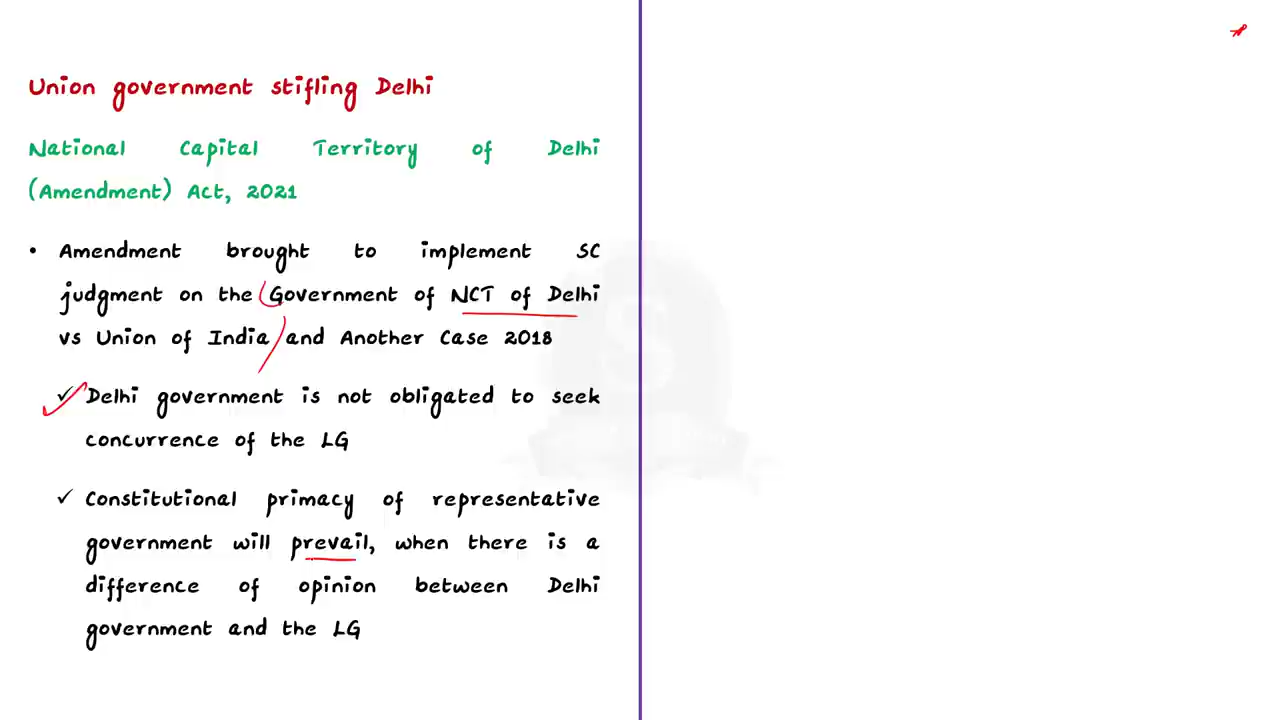 Union government stifling Delhi
National Capital Territory of Delhi
(Amendment) Act, 2021
• Amendment brought to implement SC
judgment on the Government of NCT of Delhi
vs Union of India and Another Case 2018
✓ Delhi government is not obligated to seek
concurrence of the LG
✓ Constitutional primacy of representative
government will prevail, when there is a
difference of opinion between Delhi
government and the LG